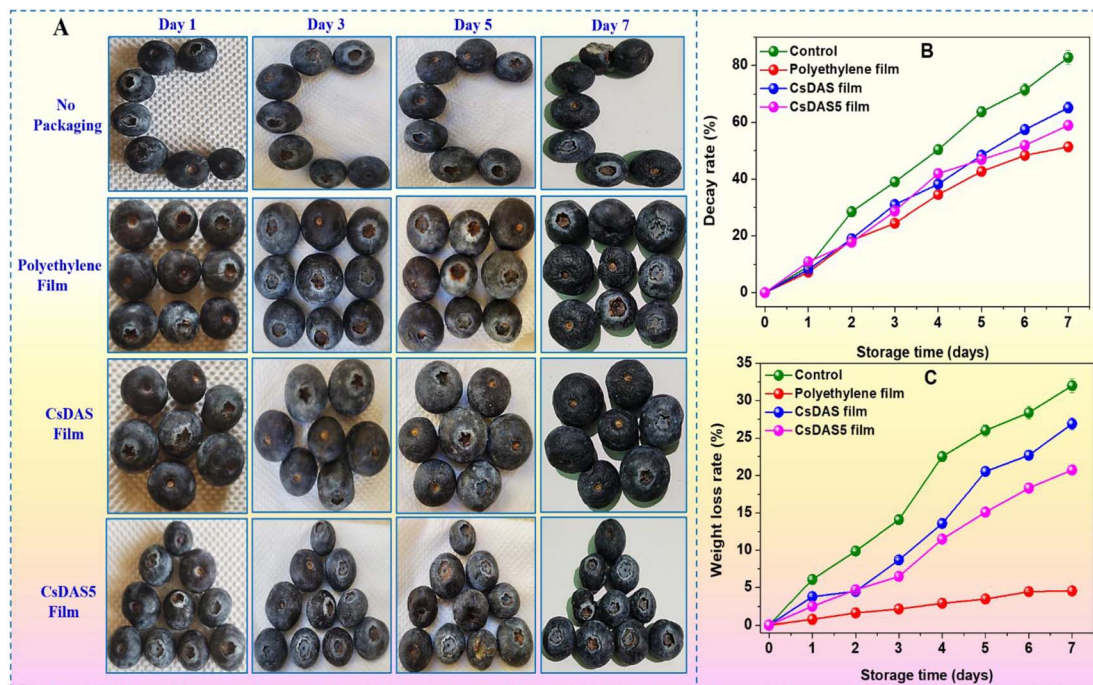 A
Day 1
Day 3
Day 5
Day 7
No
Packaging
Polyethylene
Film
CsDAS
Film
CsDAS5
Film
B
Control
Polyethylene film
CsDAS film
CsDAS5 film
Decay rate (%)
80
60
40
20
0
0 1 2 3 4 5 6 7
Storage time (days)
C
Control
Polyethylene film
CsDAS film
CsDAS5 film
Weight loss rate (%)
35
30
25
20
15
10
5
0
0 1 2 3 4 5 6 7
Storage time (days)